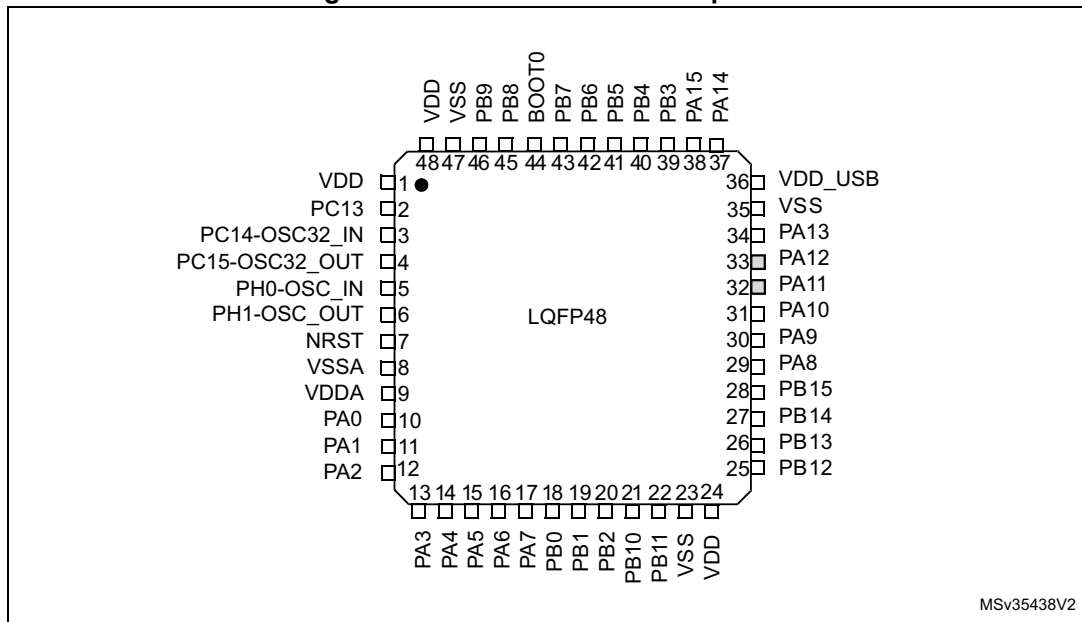 VDD
VSS
PB9
PB8
BOOT0
PB7
PB6
PB5
PB4
PB3
PA15
PA14
48 47 46 45 44 43 42 41 40 39 38 37
VDD 1
PC13 2
PC14-OSC32_IN 3
PC15-OSC32_OUT 4
PH0-OSC_IN 5
PH1-OSC_OUT 6
NRST 7
VSSA 8
VDDA 9
PA0 10
PA1 11
PA2 12
LQFP48
36 VDD_USB
35 VSS
34 PA13
33 PA12
32 PA11
31 PA10
30 PA9
29 PA8
28 PB15
27 PB14
26 PB13
25 PB12
13 14 15 16 17 18 19 20 21 22 23 24
PA3
PA4
PA5
PA6
PA7
PB0
PB1
PB2
PB10
PB11
VSS
VDD
MSv35438V2